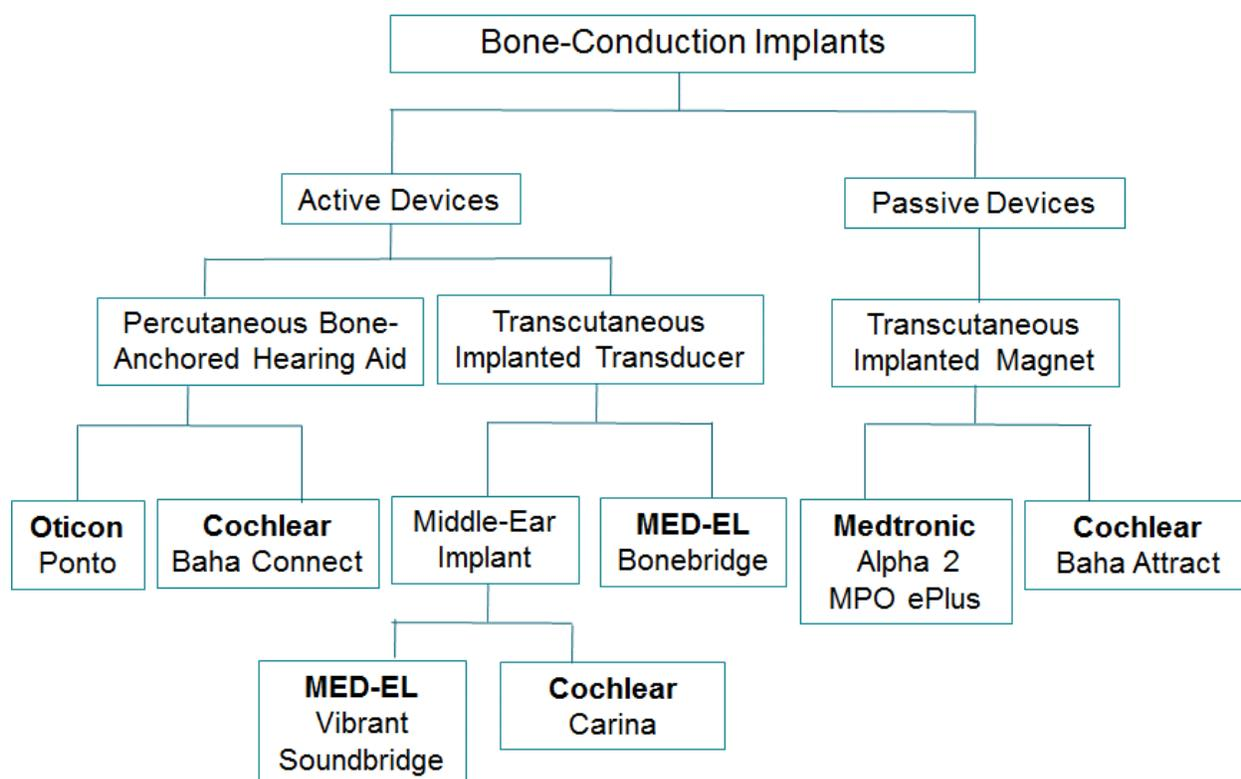 Bone-Conduction Implants
Active Devices
Passive Devices
Percutaneous Bone-
Anchored Hearing Aid
Transcutaneous
Implanted Transducer
Transcutaneous
Implanted Magnet
Oticon
Ponto
Cochlear
Baha Connect
Middle-Ear
Implant
MED-EL
Bonebridge
Medtronic
Alpha 2
MPO ePlus
Cochlear
Baha Attract
MED-EL
Vibrant
Soundbridge
Cochlear
Carina